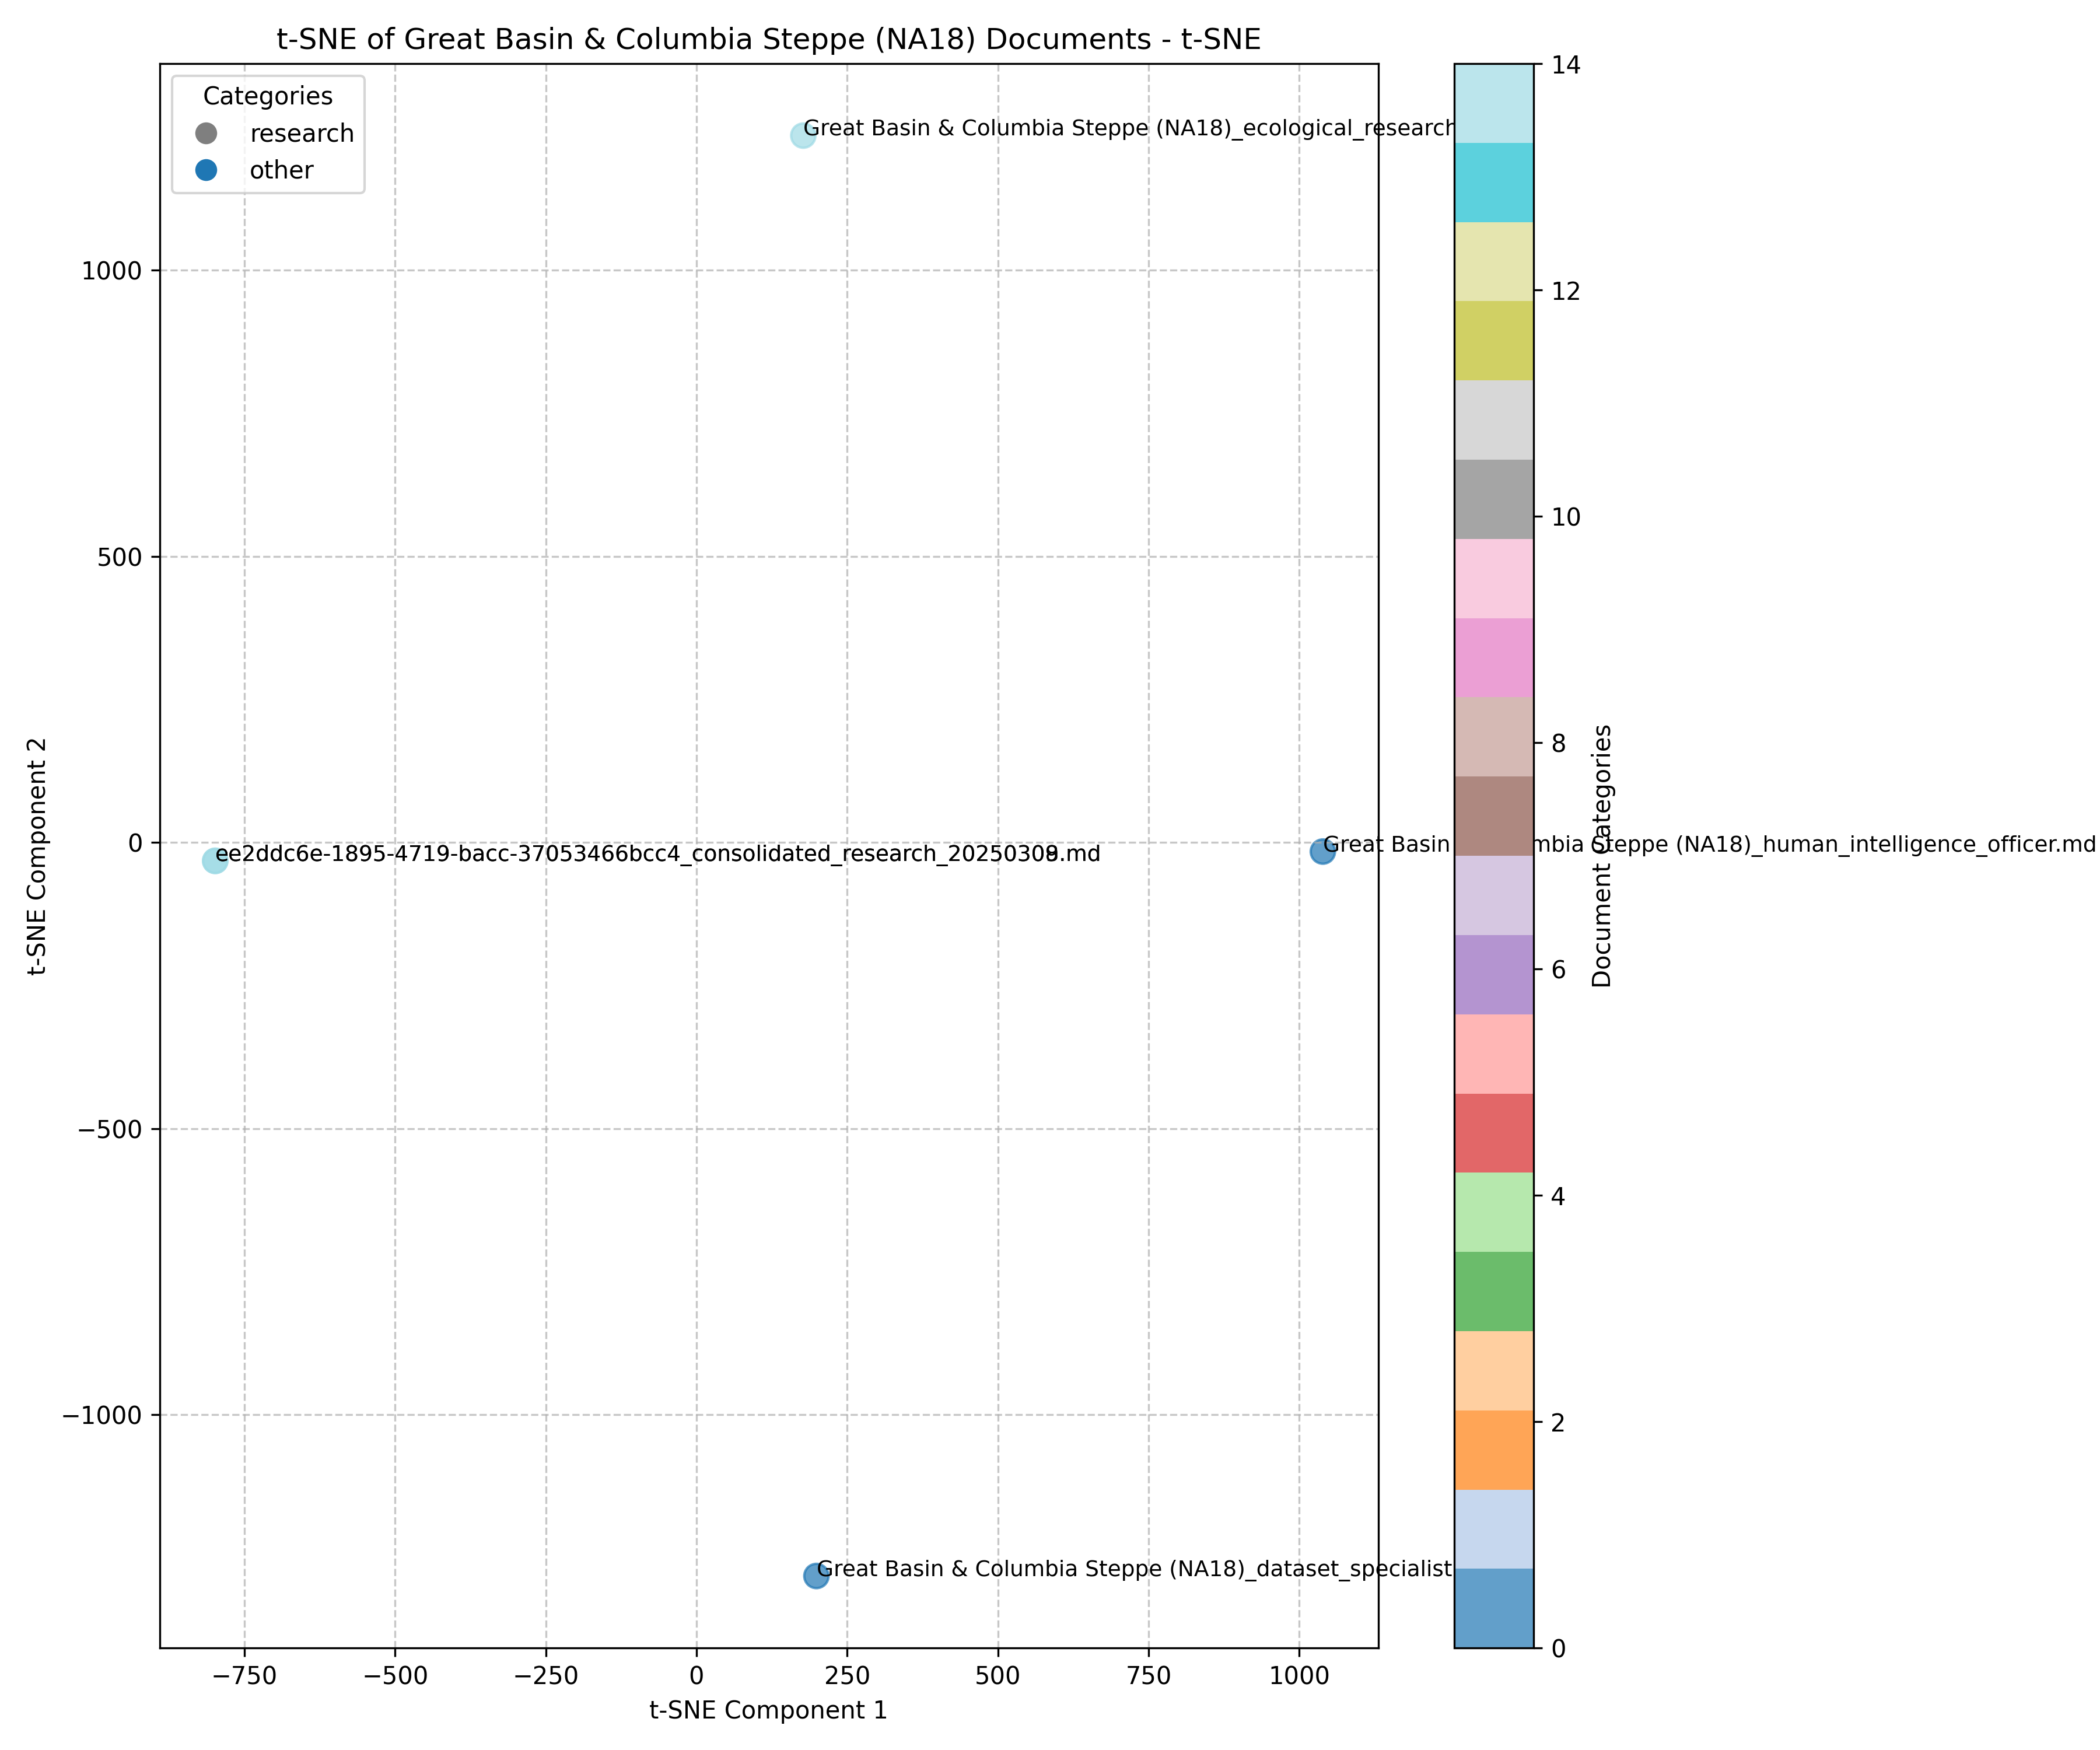 t-SNE of Great Basin & Columbia Steppe (NA18) Documents - t-SNE
Categories
research
other
Great Basin & Columbia Steppe (NA18)_ecological_research
1000
500
0
−500
−1000
t-SNE Component 2
ee2ddc6e-1895-4719-bacc-37053466bcc4_consolidated_research_
Great Basin mbia Steppe (NA18)_human_intelligence_officer.md
Great Basin & Columbia Steppe (NA18)_dataset_specialist
−750
−500
−250
0
250
500
750
1000
t-SNE Component 1
14
12
10
8
6
4
2
0
Document Categories